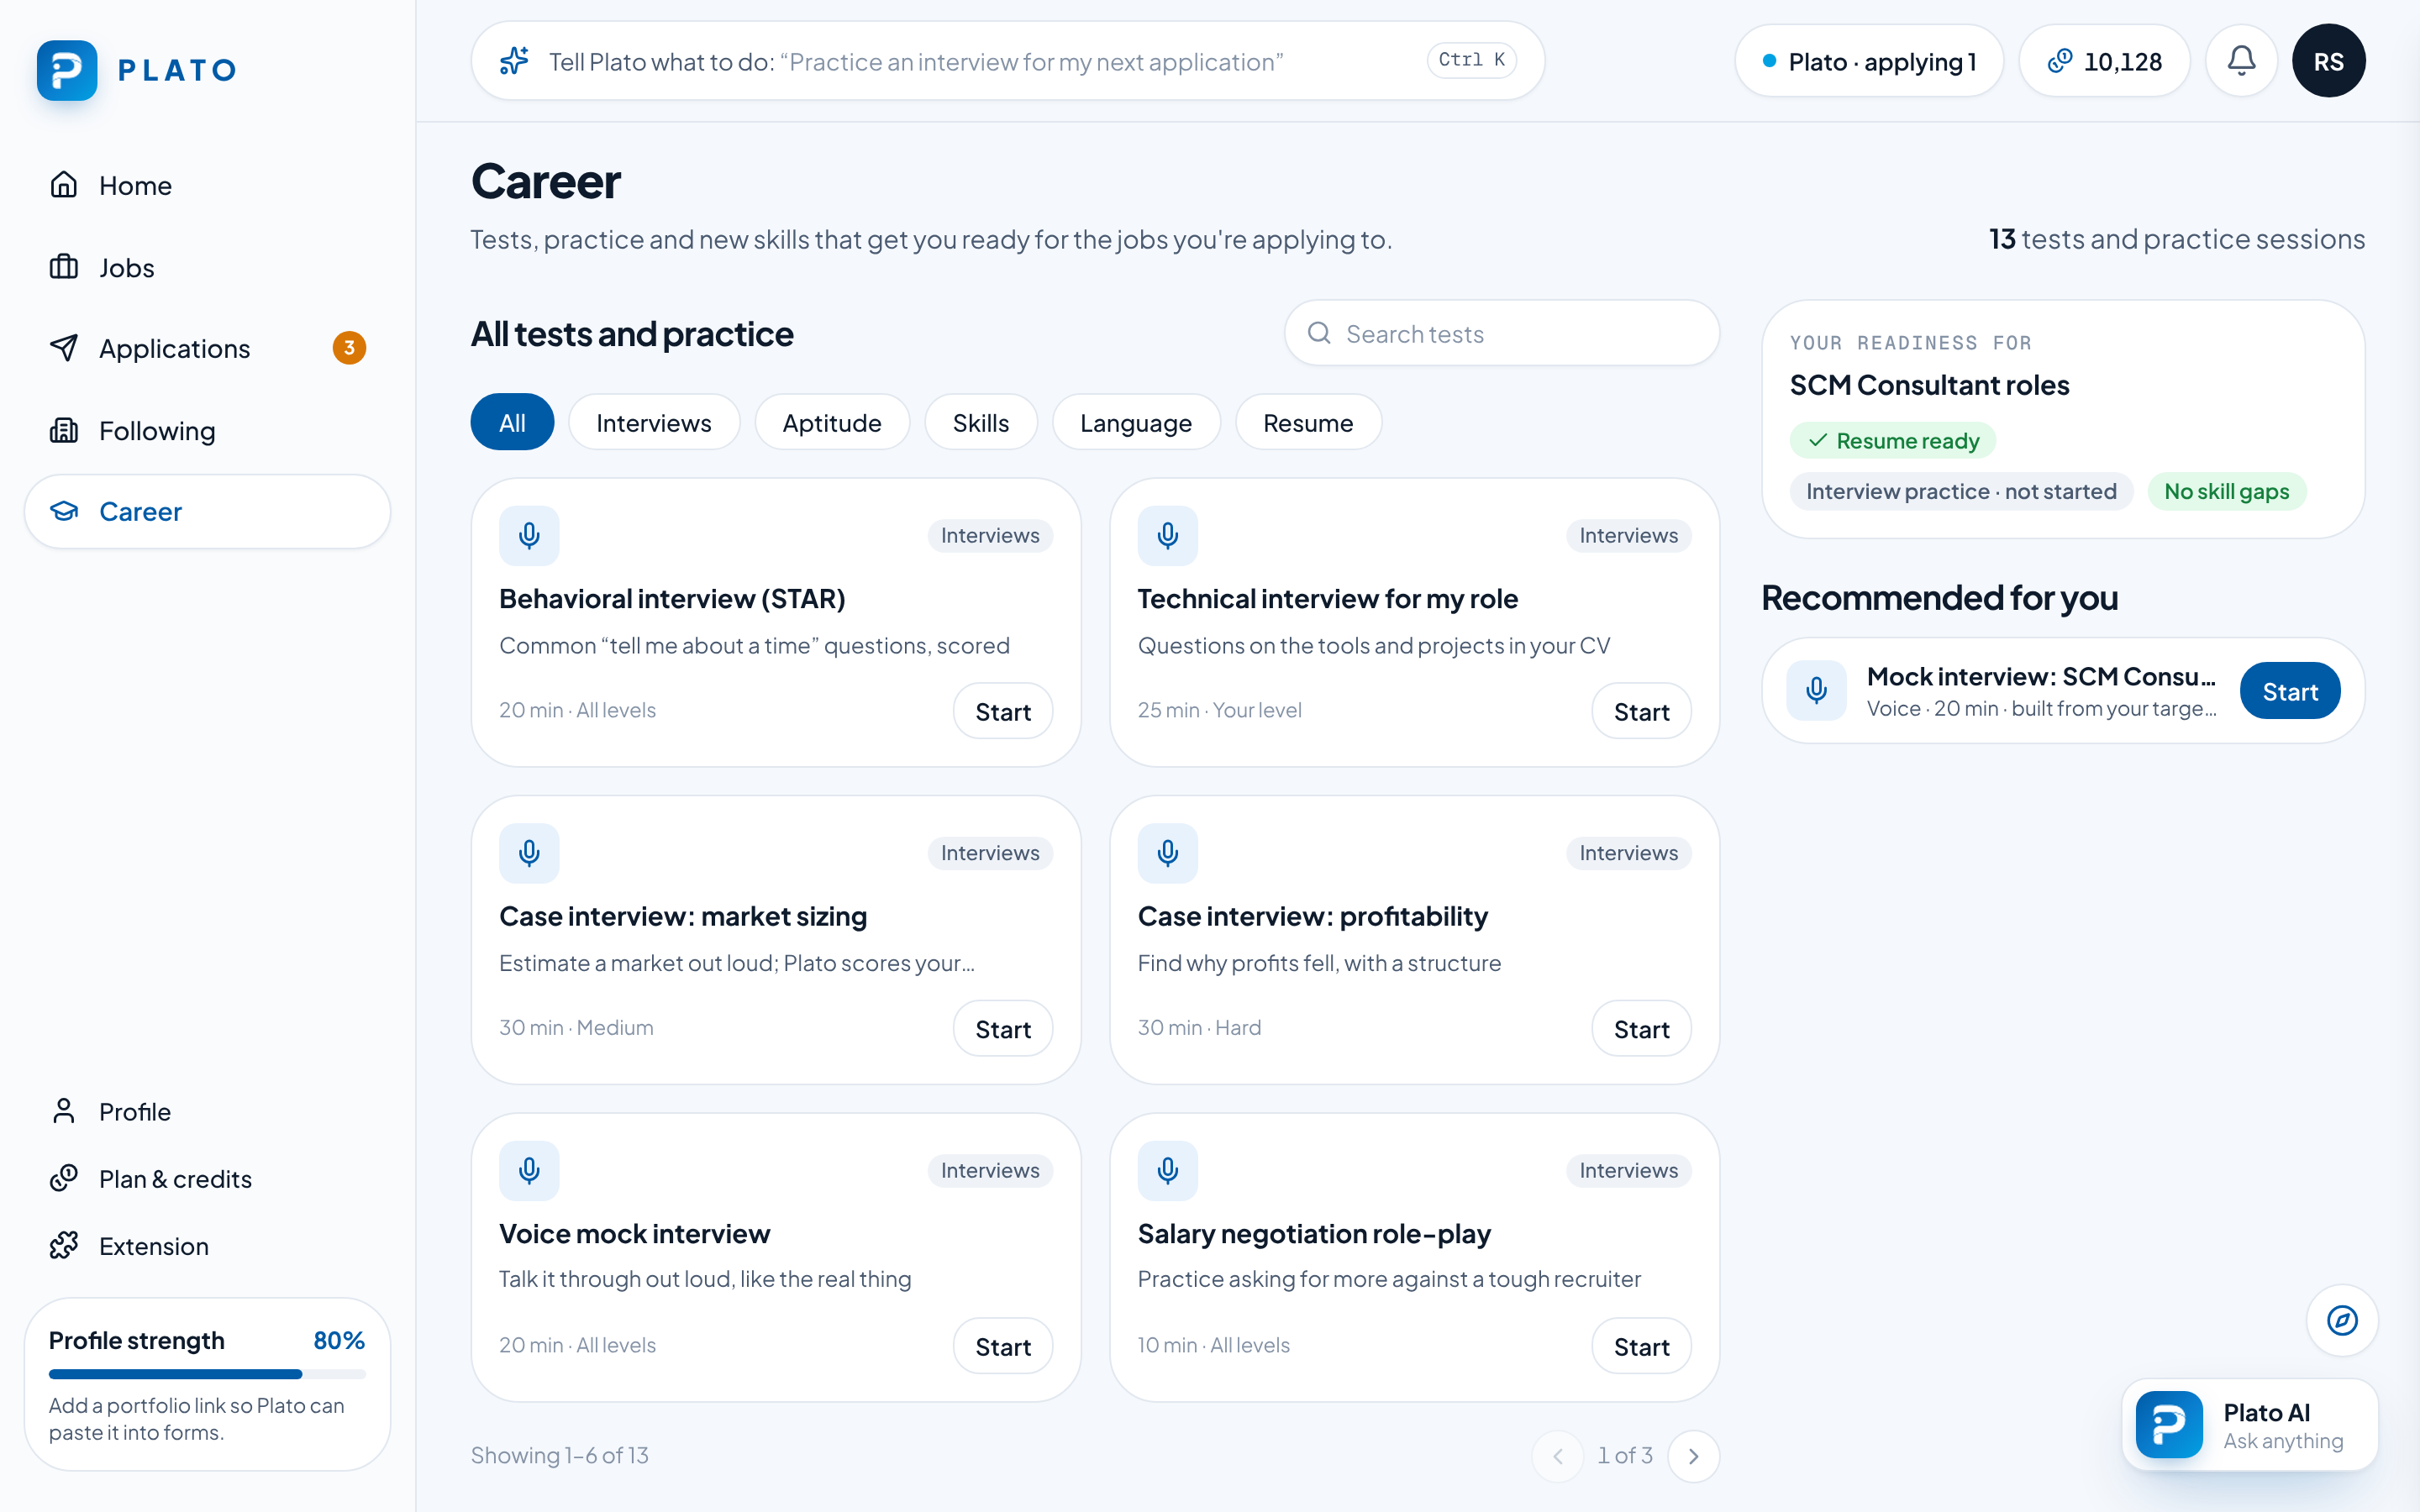 PLATO
Home
Jobs
Applications
3
Following
Career
Profile
Plan & credits
Extension
Profile strength
80%
Add a portfolio link so Plato can
paste it into forms.
Tell Plato what to do: “Practice an interview for my next application”
Ctrl K
Plato · applying 1
10,128
RS
Career
Tests, practice and new skills that get you ready for the jobs you're applying to.
13 tests and practice sessions
All tests and practice
Search tests
All
Interviews
Aptitude
Skills
Language
Resume
Interviews
Behavioral interview (STAR)
Common “tell me about a time” questions, scored
20 min · All levels
Start
Interviews
Technical interview for my role
Questions on the tools and projects in your CV
25 min · Your level
Start
Interviews
Case interview: market sizing
Estimate a market out loud; Plato scores your…
30 min · Medium
Start
Interviews
Case interview: profitability
Find why profits fell, with a structure
30 min · Hard
Start
Interviews
Voice mock interview
Talk it through out loud, like the real thing
20 min · All levels
Start
Interviews
Salary negotiation role-play
Practice asking for more against a tough recruiter
10 min · All levels
Start
Showing 1–6 of 13
1 of 3
YOUR READINESS FOR
SCM Consultant roles
Resume ready
Interview practice · not started
No skill gaps
Recommended for you
Mock interview: SCM Consu…
Voice · 20 min · built from your targe…
Start
Plato AI
Ask anything